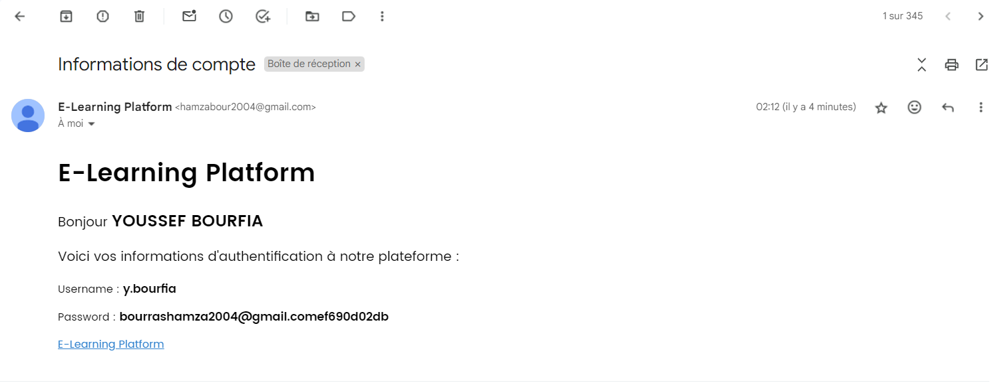 1 sur 345
Informations de compte Boîte de réception ×
E-Learning Platform <hamzabour2004@gmail.com> 02:12 (il y a 4 minutes)
À moi
E-Learning Platform
Bonjour YOUSSEF BOURFIA
Voici vos informations d'authentification à notre plateforme :
Username : y.bourfia
Password : bourrashamza2004@gmail.comef690d02db
E-Learning Platform